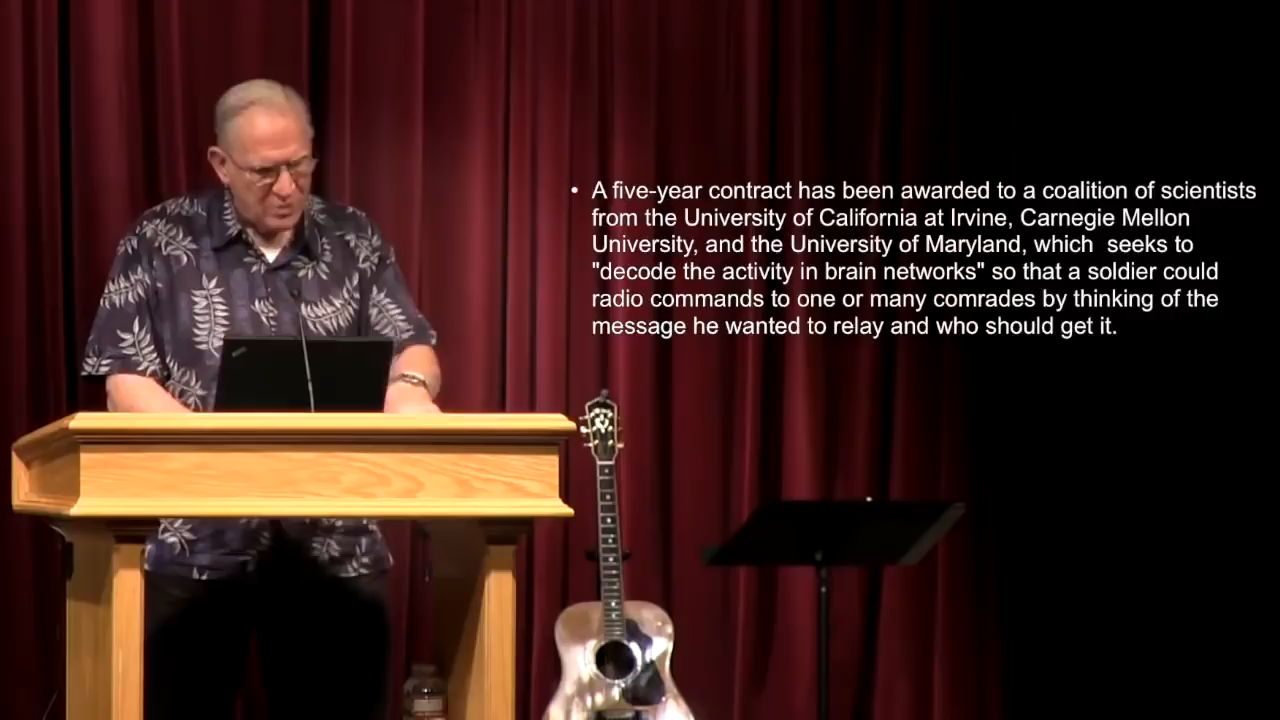 • A five-year contract has been awarded to a coalition of scientists
from the University of California at Irvine, Carnegie Mellon
University, and the University of Maryland, which  seeks to
"decode the activity in brain networks" so that a soldier could
radio commands to one or many comrades by thinking of the
message he wanted to relay and who should get it.